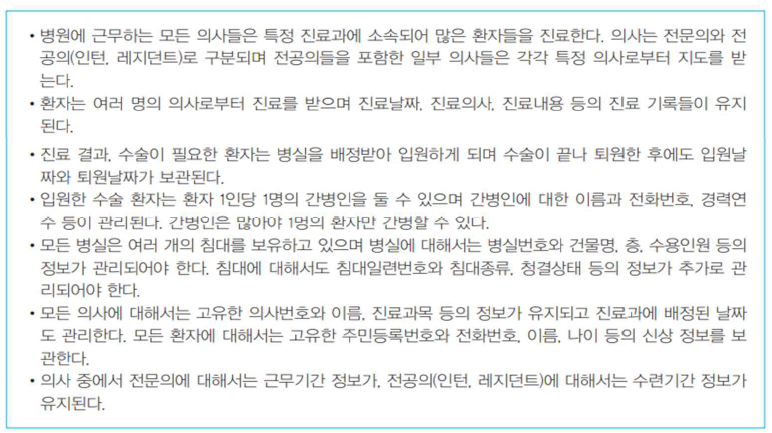 • 병원에 근무하는 모든 의사들은 특정 진료과에 소속되어 많은 환자들을 진료한다. 의사는 전문의와 전
공의(인턴, 레지던트)로 구분되며 전공의들을 포함한 일부 의사들은 각각 특정 의사로부터 지도를 받
는다.
• 환자는 여러 명의 의사로부터 진료를 받으며 진료날짜, 진료의사, 진료내용 등의 진료 기록들이 유지
된다.
• 진료 결과, 수술이 필요한 환자는 병실을 배정받아 입원하게 되며 수술이 끝나 퇴원한 후에도 입원날
짜와 퇴원날짜가 보관된다.
• 입원한 수술 환자는 환자 1인당 1명의 간병인을 둘 수 있으며 간병인에 대한 이름과 전화번호, 경력연
수 등이 관리된다. 간병인은 많아야 1명의 환자만 간병할 수 있다.
• 모든 병실은 여러 개의 침대를 보유하고 있으며 병실에 대해서는 병실번호와 건물명, 층, 수용인원 등의
정보가 관리되어야 한다. 침대에 대해서도 침대일련번호와 침대종류, 청결상태 등의 정보가 추가로 관
리되어야 한다.
• 모든 의사에 대해서는 고유한 의사번호와 이름, 진료과목 등의 정보가 유지되고 진료과에 배정된 날짜
도 관리한다. 모든 환자에 대해서는 고유한 주민등록번호와 전화번호, 이름, 나이 등의 신상 정보를 보
관한다.
• 의사 중에서 전문의에 대해서는 근무기간 정보가, 전공의(인턴, 레지던트)에 대해서는 수련기간 정보가
유지된다.